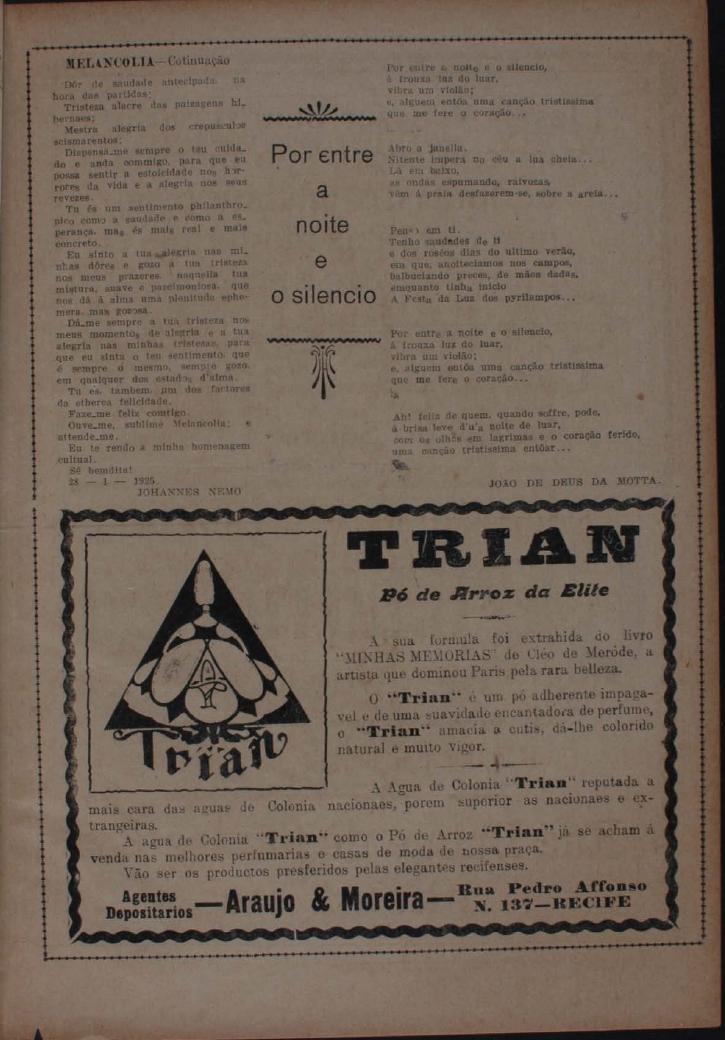 MELANCOLIA—Cotinuação
Dôr de saudade antecipada, na
hora das partidas;
Tristeza alacre das paizagens hi_
bernaes;
Mestra alegria dos crepusculos
scismarentos;
Dispensa_me sempre o teu cuida_
do e anda commigo, para que eu
possa sentir a estoicidade nos hor-
rores da vida e a alegria nos seus
revezes.
Tu és um sentimento philanthro_
pico como a saudade e como a es_
perança, mas és mais real e mais
concreto.
Eu sinto a tua alegria nas mi_
nhas dôres e gozo a tua tristeza
nos meus prazeres, naquella tua
mistura, suave e parcimoniosa, que
nos dá á alma uma plenitude ephe-
mera, mas gozosa.
Dá_me sempre a tua tristeza nos
meus momentos de alegria e a tua
alegria nas minhas tristezas, para
que eu sinta o teu sentimento, que
é sempre o mesmo, sempre gozo,
em qualquer dos estados d'alma.
Tu es, tambem, um dos factores
da etherea felicidade.
Faze_me feliz comtigo.
Ouve_me, sublime Melancolia; e
attende_me.
Eu te rendo a minha homenagem
cultual.
Sê bemdita!
28 — 1 — 1925.
JOHANNES NEMO
Por entre
a
noite
e
o silencio
Por entre a noite e o silencio,
á frouxa luz do luar,
vibra um violão;
e, alguem entôa uma canção tristissima
que me fere o coração...
Abro a janella.
Nitente impera no céu a lua cheia...
Lá em baixo,
as ondas espumando, raivozas,
vêm á praia desfazerem-se, sobre a areia...
Penso em ti.
Tenho saudades de ti
e dos róseos dias do ultimo verão,
em que, anoiteciamos nos campos,
balbuciando preces, de mãos dadas,
emquanto tinha inicio
A Festa da Luz dos pyrilampos...
Por entre a noite e o silencio,
á frouxa luz do luar,
vibra um violão;
e, alguem entôa uma canção tristissima
que me fere o coração...
Ah! feliz de quem, quando soffre, pode,
á brisa leve d'u'a noite de luar,
com os olhos em lagrimas e o coração ferido,
uma canção tristissima entôar...
JOÃO DE DEUS DA MOTTA.
Trian
TRIAN
Pó de Arroz da Elite
A sua formula foi extrahida do livro
"MINHAS MEMORIAS" de Cléo de Meróde, a
artista que dominou Paris pela rara belleza.
O "Trian" é um pó adherente impaga-
vel e de uma suavidade encantadora de perfume,
o "Trian" amacia a cutis, dá-lhe colorido
natural e muito vigor.
A Agua de Colonia "Trian" reputada a
mais cara das aguas de Colonia nacionaes, porem superior as nacionaes e ex-
trangeiras.
A agua de Colonia "Trian" como o Pó de Arroz "Trian" já se acham á
venda nas melhores perfumarias e casas de moda de nossa praça.
Vão ser os productos presferidos pelas elegantes recifenses.
Agentes
Depositarios —Araujo & Moreira— Rua Pedro Affonso
N. 137—RECIFE